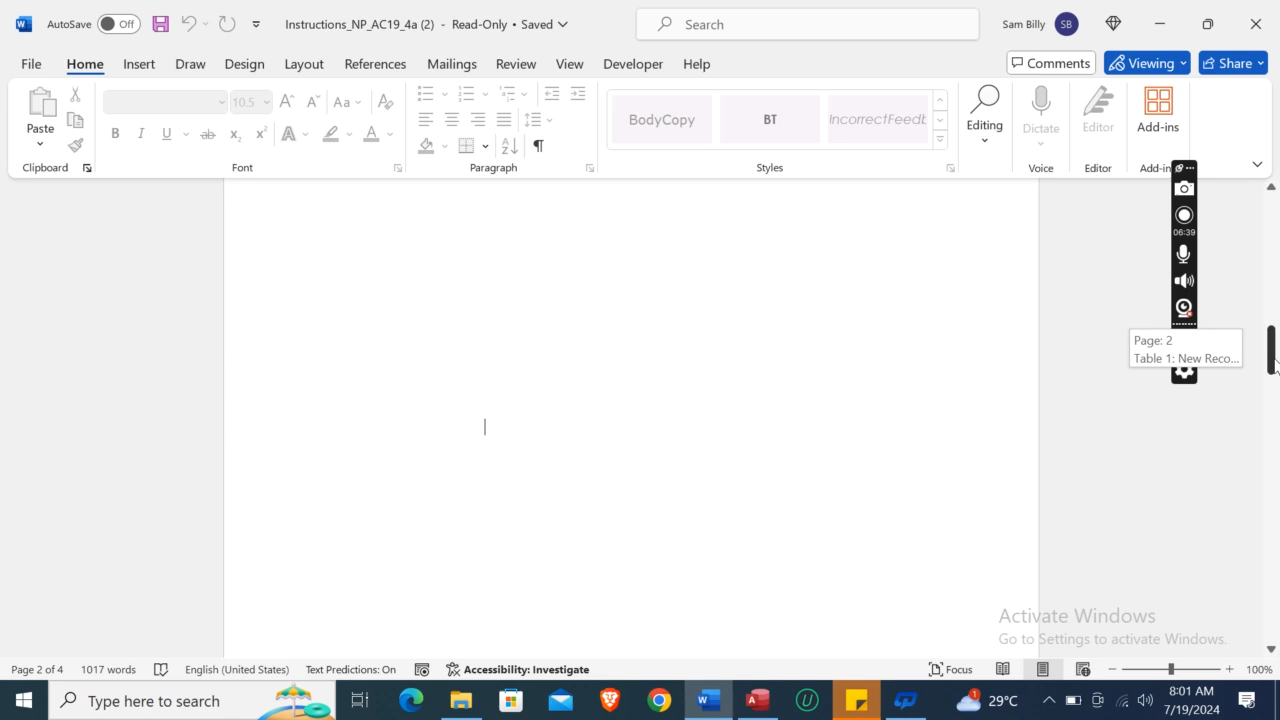 AutoSave Off Instructions_NP_AC19_4a (2) - Read-Only • Saved Search Sam Billy SB
File Home Insert Draw Design Layout References Mailings Review View Developer Help Comments Viewing Share
Paste 10.5 Aa BodyCopy BT IncorrectFeedb Editing Dictate Editor Add-ins
Clipboard Font Paragraph Styles Voice Editor Add-in
06:39
Page: 2
Table 1: New Reco...
Activate Windows
Go to Settings to activate Windows.
Page 2 of 4 1017 words English (United States) Text Predictions: On Accessibility: Investigate Focus 100%
Type here to search 1 29°C 8:01 AM
7/19/2024